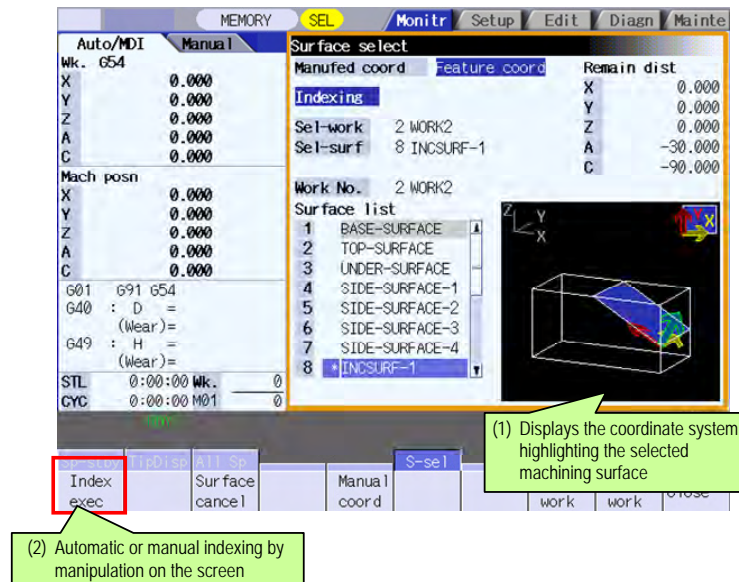 MEMORY SEL Monitr Setup Edit Diagn Mainte
Auto/MDI Manual
Wk. G54
X 0.000
Y 0.000
Z 0.000
A 0.000
C 0.000
Mach posn
X 0.000
Y 0.000
Z 0.000
A 0.000
C 0.000
G01 G91 G54
G40 : D =
(Wear)=
G49 : H =
(Wear)=
STL 0:00:00 Wk. 0
CYC 0:00:00 M01 0
Surface select
Manufed coord Feature coord Remain dist
Indexing
X 0.000
Y 0.000
Z 0.000
A -30.000
C -90.000
Sel-work 2 WORK2
Sel-surf 8 INCSURF-1
Work No. 2 WORK2
Surface list
1 BASE-SURFACE
2 TOP-SURFACE
3 UNDER-SURFACE
4 SIDE-SURFACE-1
5 SIDE-SURFACE-2
6 SIDE-SURFACE-3
7 SIDE-SURFACE-4
8 *INCSURF-1
Z Y
X
Y X
(1) Displays the coordinate system
highlighting the selected
machining surface
Sp-stby TipDisp All Sp S-sel
Index Surface Manual
exec cancel coord work work
(2) Automatic or manual indexing by
manipulation on the screen